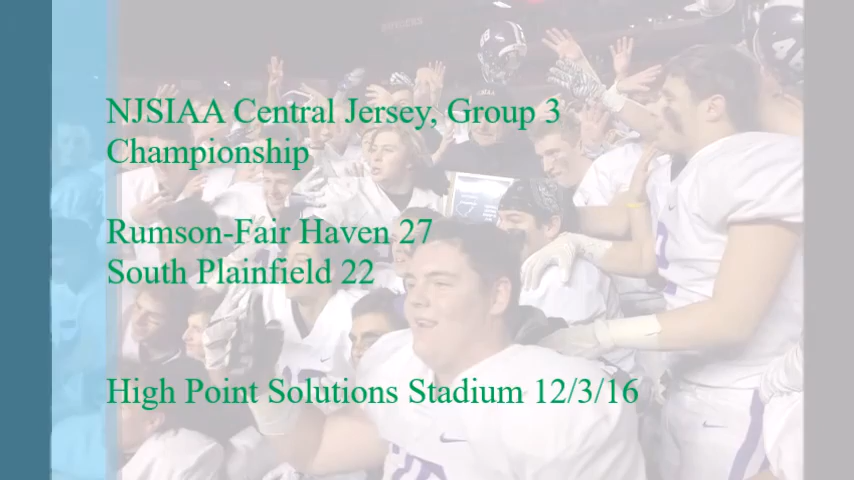 NJSIAA Central Jersey, Group 3
Championship
Rumson-Fair Haven 27
South Plainfield 22
High Point Solutions Stadium 12/3/16